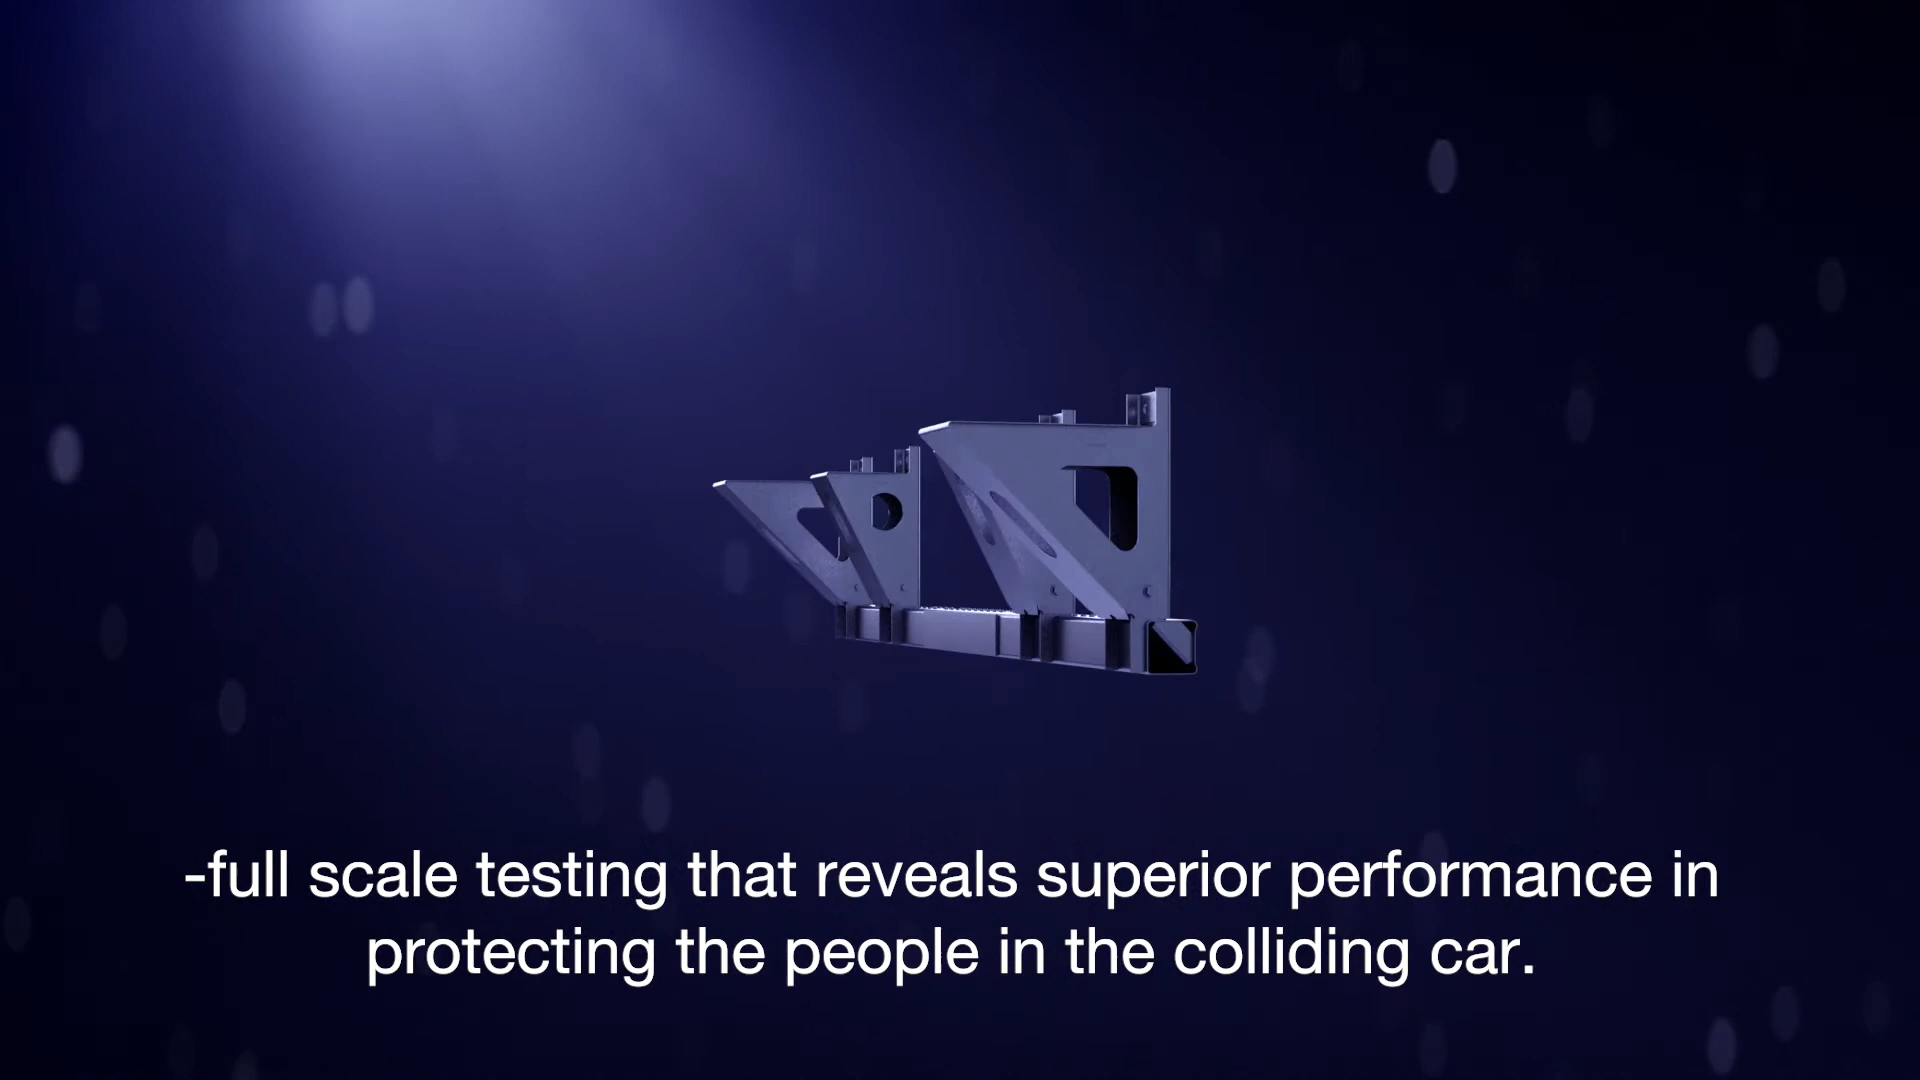 -full scale testing that reveals superior performance in
protecting the people in the colliding car.